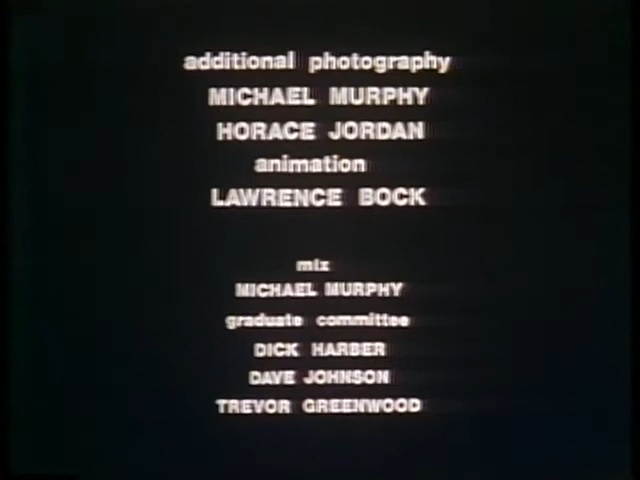 additional photography
MICHAEL MURPHY
HORACE JORDAN
animation
LAWRENCE BOCK
mix
MICHAEL MURPHY
graduate committee
DICK HARBER
DAVE JOHNSON
TREVOR GREENWOOD